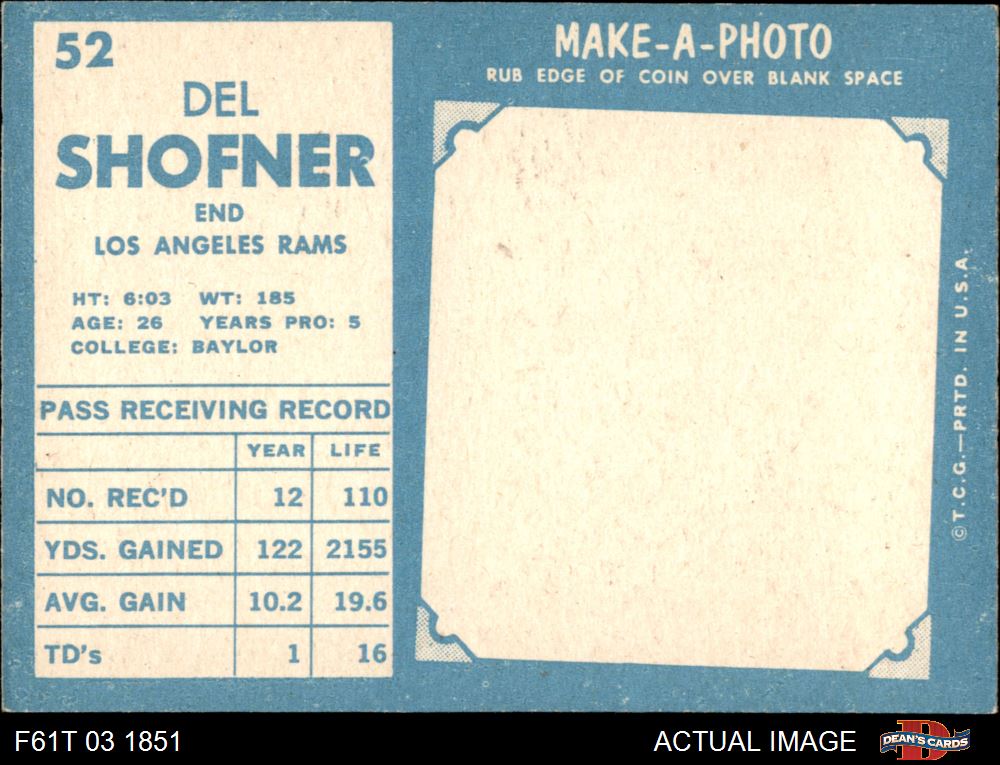 52
DEL
SHOFNER
END
LOS ANGELES RAMS
HT: 6:03 WT: 185
AGE: 26 YEARS PRO: 5
COLLEGE: BAYLOR
PASS RECEIVING RECORD
YEAR LIFE
NO. REC'D 12 110
YDS. GAINED 122 2155
AVG. GAIN 10.2 19.6
TD's 1 16
MAKE-A-PHOTO
RUB EDGE OF COIN OVER BLANK SPACE
©T.C.G.—PRTD. IN U.S.A.
F61T 03 1851
ACTUAL IMAGE
DEAN'S CARDS